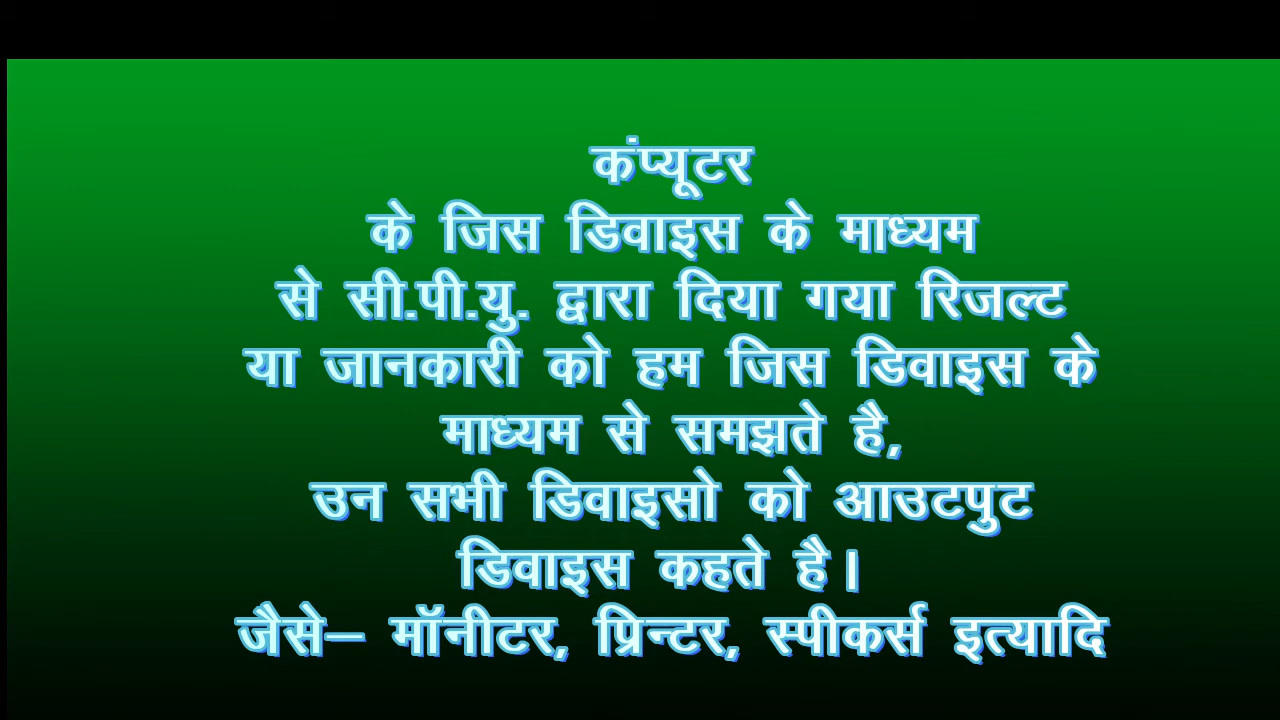 कंप्यूटर
के जिस डिवाइस के माध्यम
से सी.पी.यु. द्वारा दिया गया रिजल्ट
या जानकारी को हम जिस डिवाइस के
माध्यम से समझते है,
उन सभी डिवाइसो को आउटपुट
डिवाइस कहते है।
जैसे– मॉनीटर, प्रिन्टर, स्पीकर्स इत्यादि